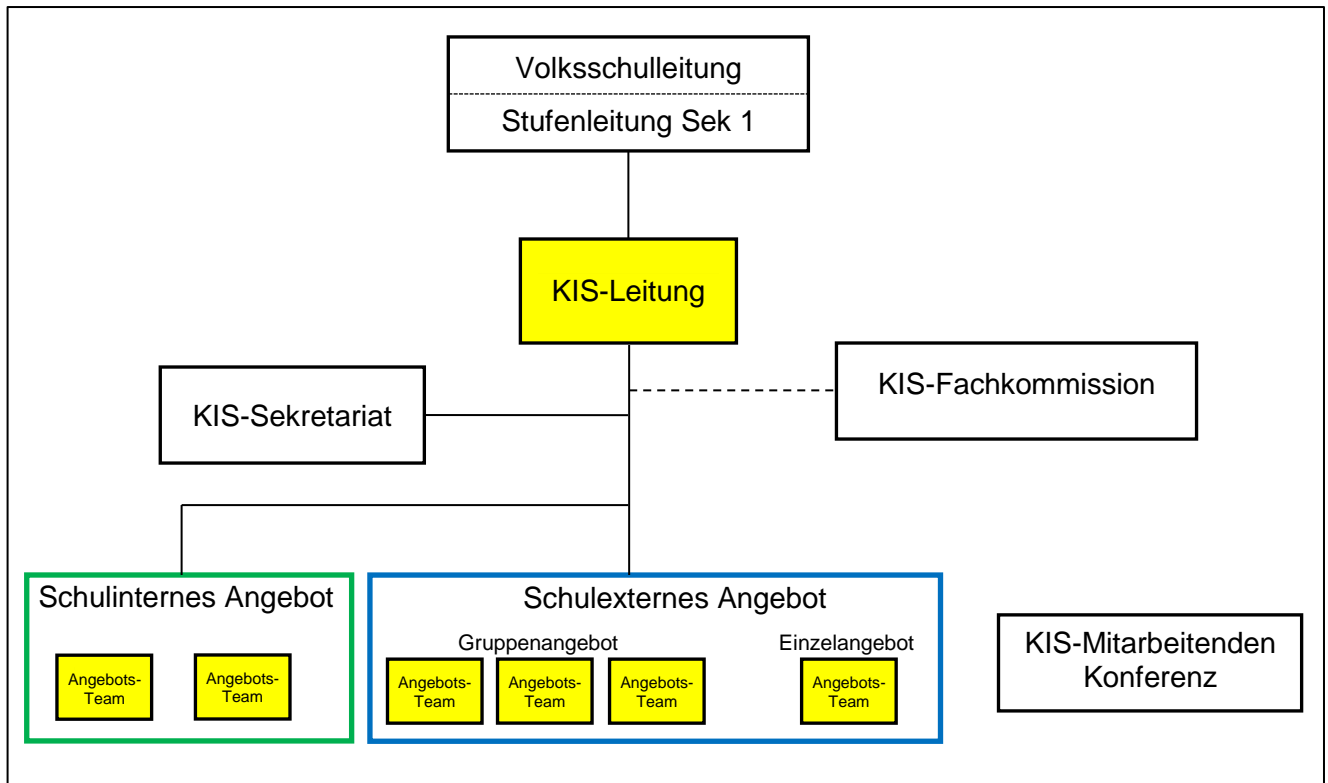 Volksschulleitung
Stufenleitung Sek 1
KIS-Leitung
KIS-Fachkommission
KIS-Sekretariat
Schulinternes Angebot
Angebots-
Team
Angebots-
Team
Schulexternes Angebot
Gruppenangebot
Angebots-
Team
Angebots-
Team
Angebots-
Team
Einzelangebot
Angebots-
Team
KIS-Mitarbeitenden
Konferenz